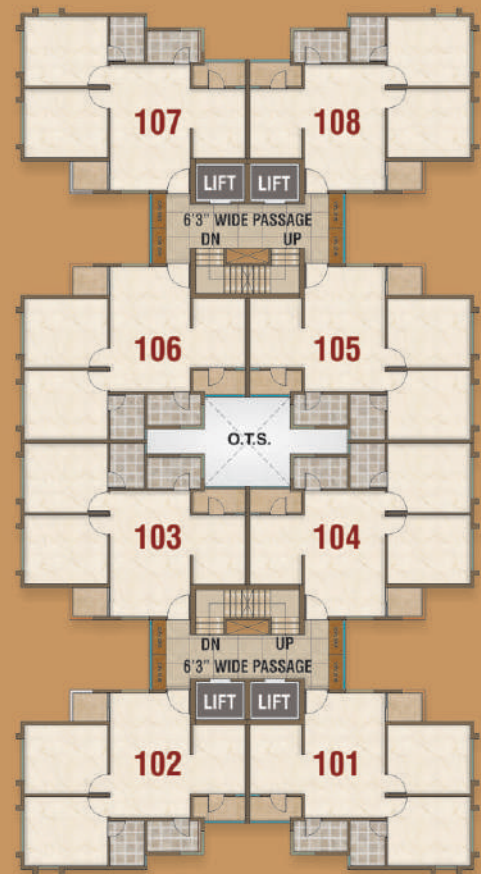 107 108
LIFT LIFT
6'3" WIDE PASSAGE
DN UP
106 105
O.T.S.
103 104
DN UP
6'3" WIDE PASSAGE
LIFT LIFT
102 101